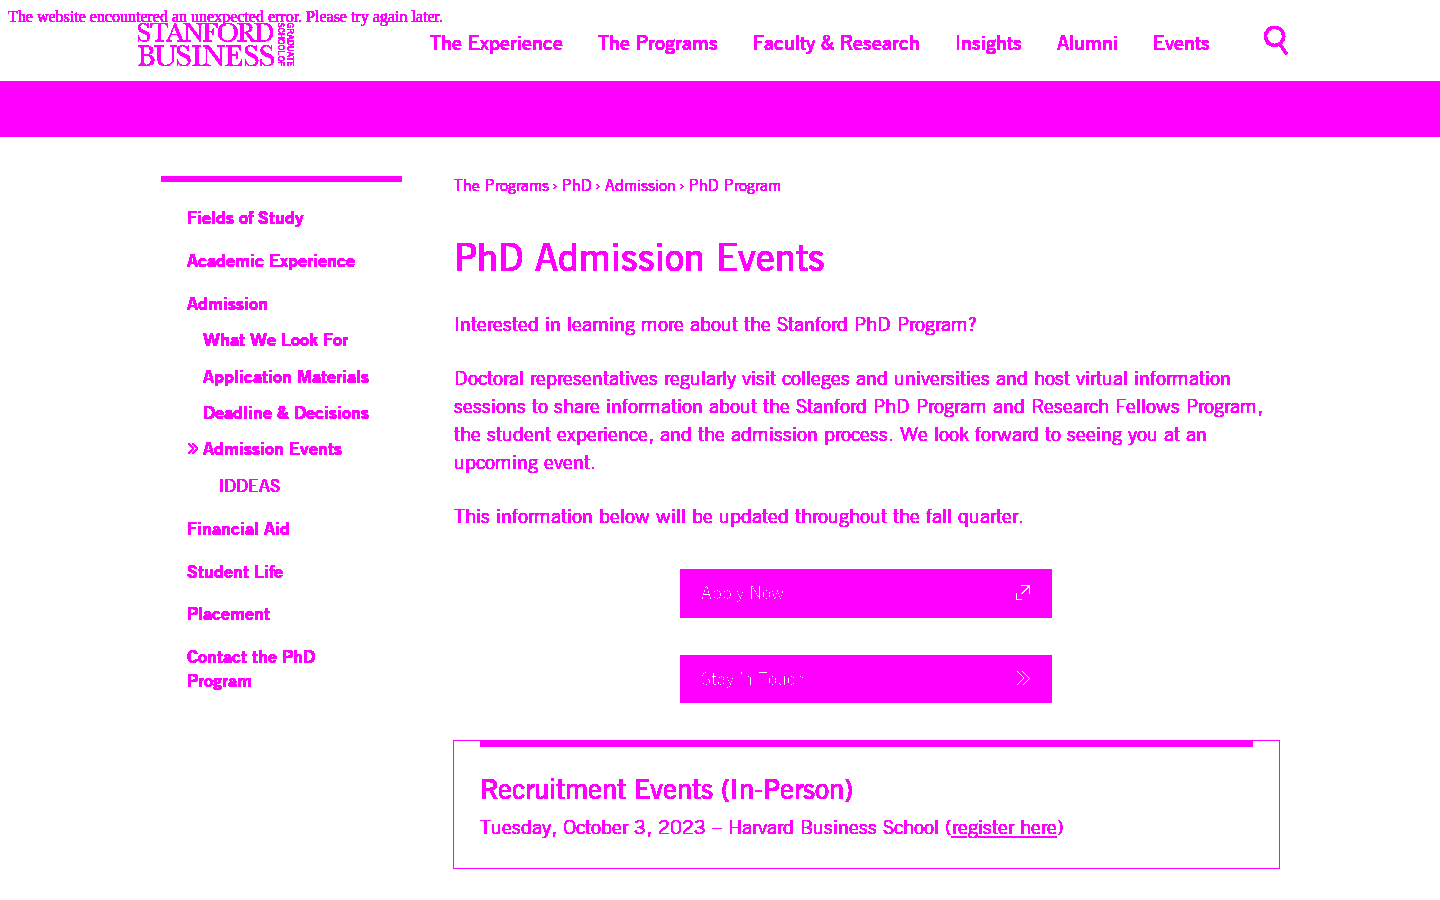 The website encountered an unexpected error. Please try again later.
STANFORD
BUSINESS
GRADUATE
SCHOOL OF
The Experience
The Programs
Faculty & Research
Insights
Alumni
Events
The Programs › PhD › Admission › PhD Program
Fields of Study
Academic Experience
Admission
What We Look For
Application Materials
Deadline & Decisions
» Admission Events
IDDEAS
Financial Aid
Student Life
Placement
Contact the PhD
Program
PhD Admission Events
Interested in learning more about the Stanford PhD Program?
Doctoral representatives regularly visit colleges and universities and host virtual information
sessions to share information about the Stanford PhD Program and Research Fellows Program,
the student experience, and the admission process. We look forward to seeing you at an
upcoming event.
This information below will be updated throughout the fall quarter.
Apply Now
Stay in Touch
Recruitment Events (In-Person)
Tuesday, October 3, 2023 – Harvard Business School (register here)